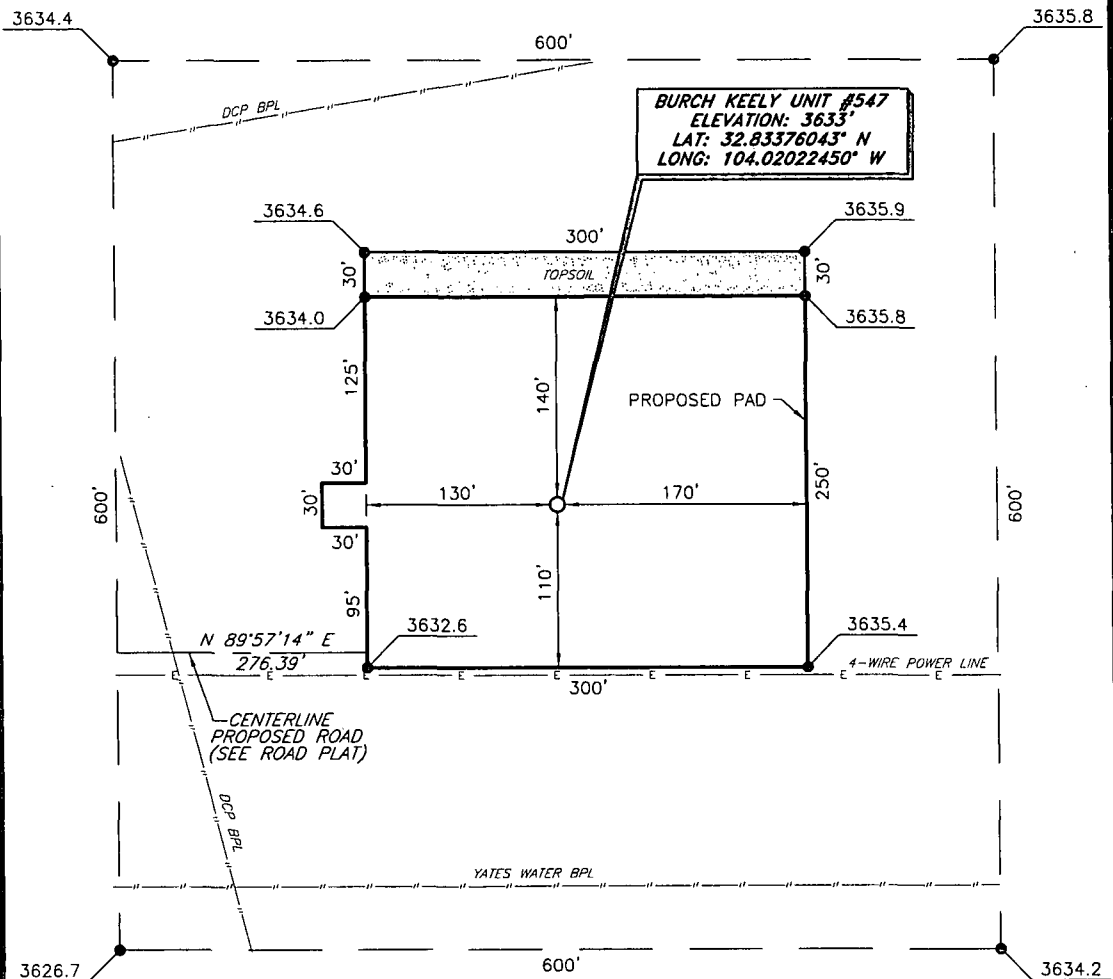 3634.4
3635.8
600'
DCP BPL
BURCH KEELY UNIT #547
ELEVATION: 3633'
LAT: 32.83376043° N
LONG: 104.02022450° W
3634.6
3635.9
300'
30'
TOPSOIL
30'
3634.0
3635.8
125'
140'
PROPOSED PAD
30'
30'
130'
170'
250'
600'
600'
30'
110'
95'
N 89°57'14" E
276.39'
3632.6
3635.4
4-WIRE POWER LINE
E E E E E E E E E
300'
CENTERLINE
PROPOSED ROAD
(SEE ROAD PLAT)
DCP BPL
YATES WATER BPL
3626.7
600'
3634.2